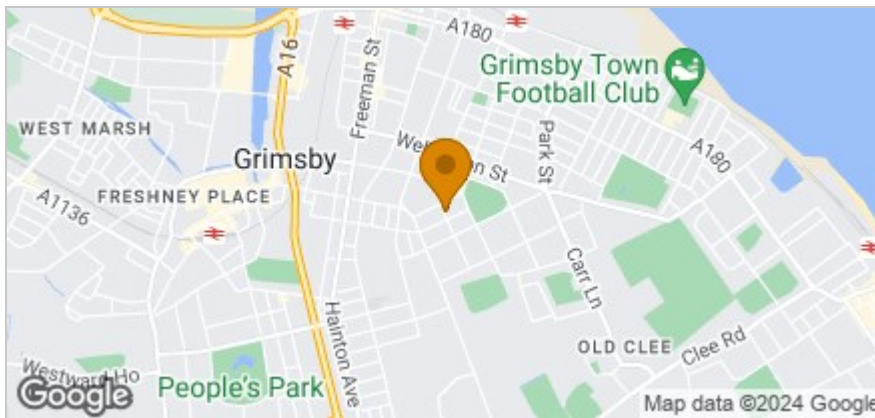 A180
Freeman St
A16
Grimsby Town
Football Club
WEST MARSH
Park St
A180
Grimsby
FRESHNEY PLACE
A1136
Carr Ln
Hainton Ave
OLD CLEE
Clee Rd
Westward Ho
People's Park
Google
Map data ©2024 Google